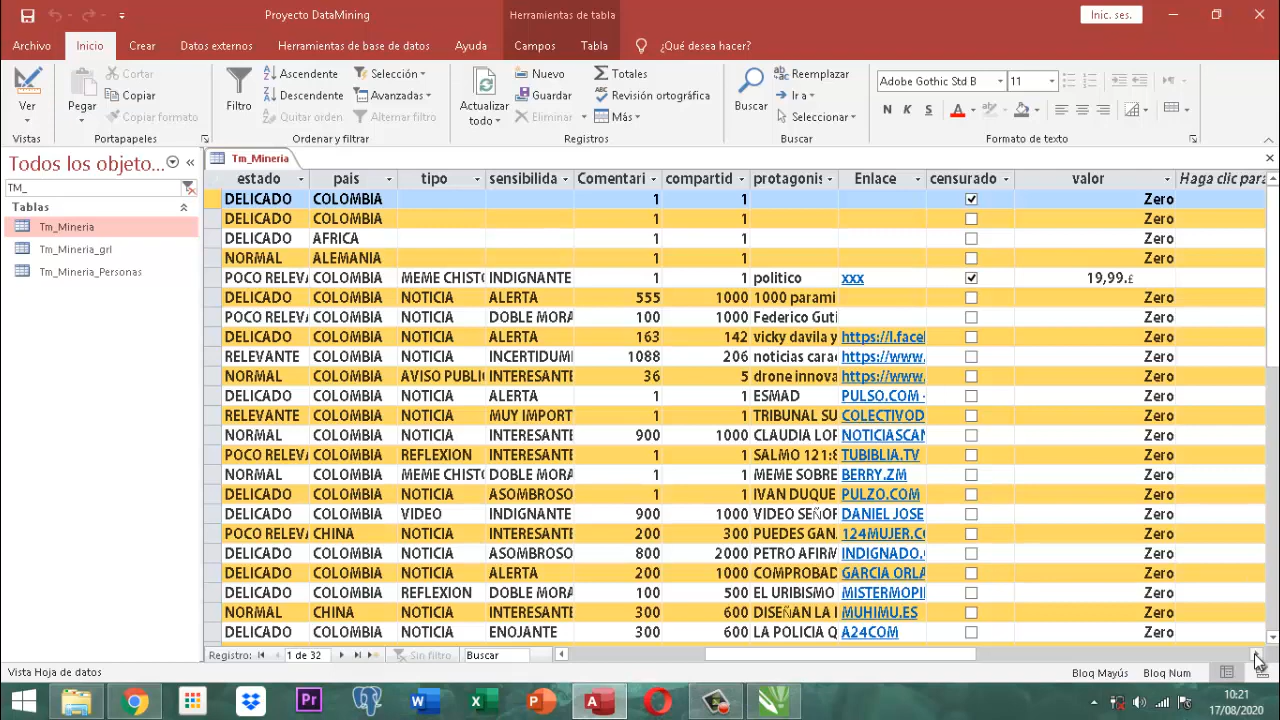 Proyecto DataMining Herramientas de tabla Inic. ses.
Archivo Inicio Crear Datos externos Herramientas de base de datos Ayuda Campos Tabla ¿Qué desea hacer?
Ver Pegar Cortar Copiar Copiar formato Filtro Ascendente Descendente Quitar orden Selección Avanzadas Alternar filtro Actualizar todo Nuevo Guardar Eliminar Totales Revisión ortográfica Más Buscar Reemplazar Ir a Seleccionar Adobe Gothic Std B 11 N K S A
Vistas Portapapeles Ordenar y filtrar Registros Buscar Formato de texto
Todos los objeto...
TM_
Tablas
Tm_Mineria
Tm_Mineria_grl
Tm_Mineria_Personas
Tm_Mineria
estado pais tipo sensibilida Comentari compartid protagonis Enlace censurado valor Haga clic para
DELICADO COLOMBIA 1 1 Zero
DELICADO COLOMBIA 1 1 Zero
DELICADO AFRICA 1 1 Zero
NORMAL ALEMANIA 1 1 Zero
POCO RELEVA COLOMBIA MEME CHISTO INDIGNANTE 1 1 politico xxx 19,99.£
DELICADO COLOMBIA NOTICIA ALERTA 555 1000 1000 parami Zero
POCO RELEVA COLOMBIA NOTICIA DOBLE MORA 100 1000 Federico Guti Zero
DELICADO COLOMBIA NOTICIA ALERTA 163 142 vicky davila y https://l.facel Zero
RELEVANTE COLOMBIA NOTICIA INCERTIDUMI 1088 206 noticias cara https://www. Zero
NORMAL COLOMBIA AVISO PUBLI INTERESANTE 36 5 drone innova https://www. Zero
DELICADO COLOMBIA NOTICIA ALERTA 1 1 ESMAD PULSO.COM - Zero
RELEVANTE COLOMBIA NOTICIA MUY IMPORT 1 1 TRIBUNAL SU COLECTIVOD Zero
NORMAL COLOMBIA NOTICIA INTERESANTE 900 1000 CLAUDIA LOP NOTICIASCAN Zero
POCO RELEVA COLOMBIA REFLEXION INTERESANTE 1 1 SALMO 121:8 TUBIBLIA.TV Zero
NORMAL COLOMBIA MEME CHISTO DOBLE MORA 1 1 MEME SOBRE BERRY.ZM Zero
DELICADO COLOMBIA NOTICIA ASOMBROSO 1 1 IVAN DUQUE PULZO.COM Zero
DELICADO COLOMBIA VIDEO INDIGNANTE 900 1000 VIDEO SEÑOR DANIEL JOSE Zero
POCO RELEVA CHINA NOTICIA INTERESANTE 200 300 PUEDES GAN 124MUJER.CO Zero
DELICADO COLOMBIA NOTICIA ASOMBROSO 800 2000 PETRO AFIRM INDIGNADO. Zero
DELICADO COLOMBIA NOTICIA ALERTA 200 1000 COMPROBAD GARCIA ORLA Zero
DELICADO COLOMBIA REFLEXION DOBLE MORA 100 500 EL URIBISMO MISTERMOPI Zero
NORMAL CHINA NOTICIA INTERESANTE 300 600 DISEÑAN LA MUHIMU.ES Zero
DELICADO COLOMBIA NOTICIA ENOJANTE 300 600 LA POLICIA Q A24COM Zero
Registro: 1 de 32 Sin filtro Buscar
Vista Hoja de datos Bloq Mayús Bloq Num
Pr W X P A
10:21
17/08/2020